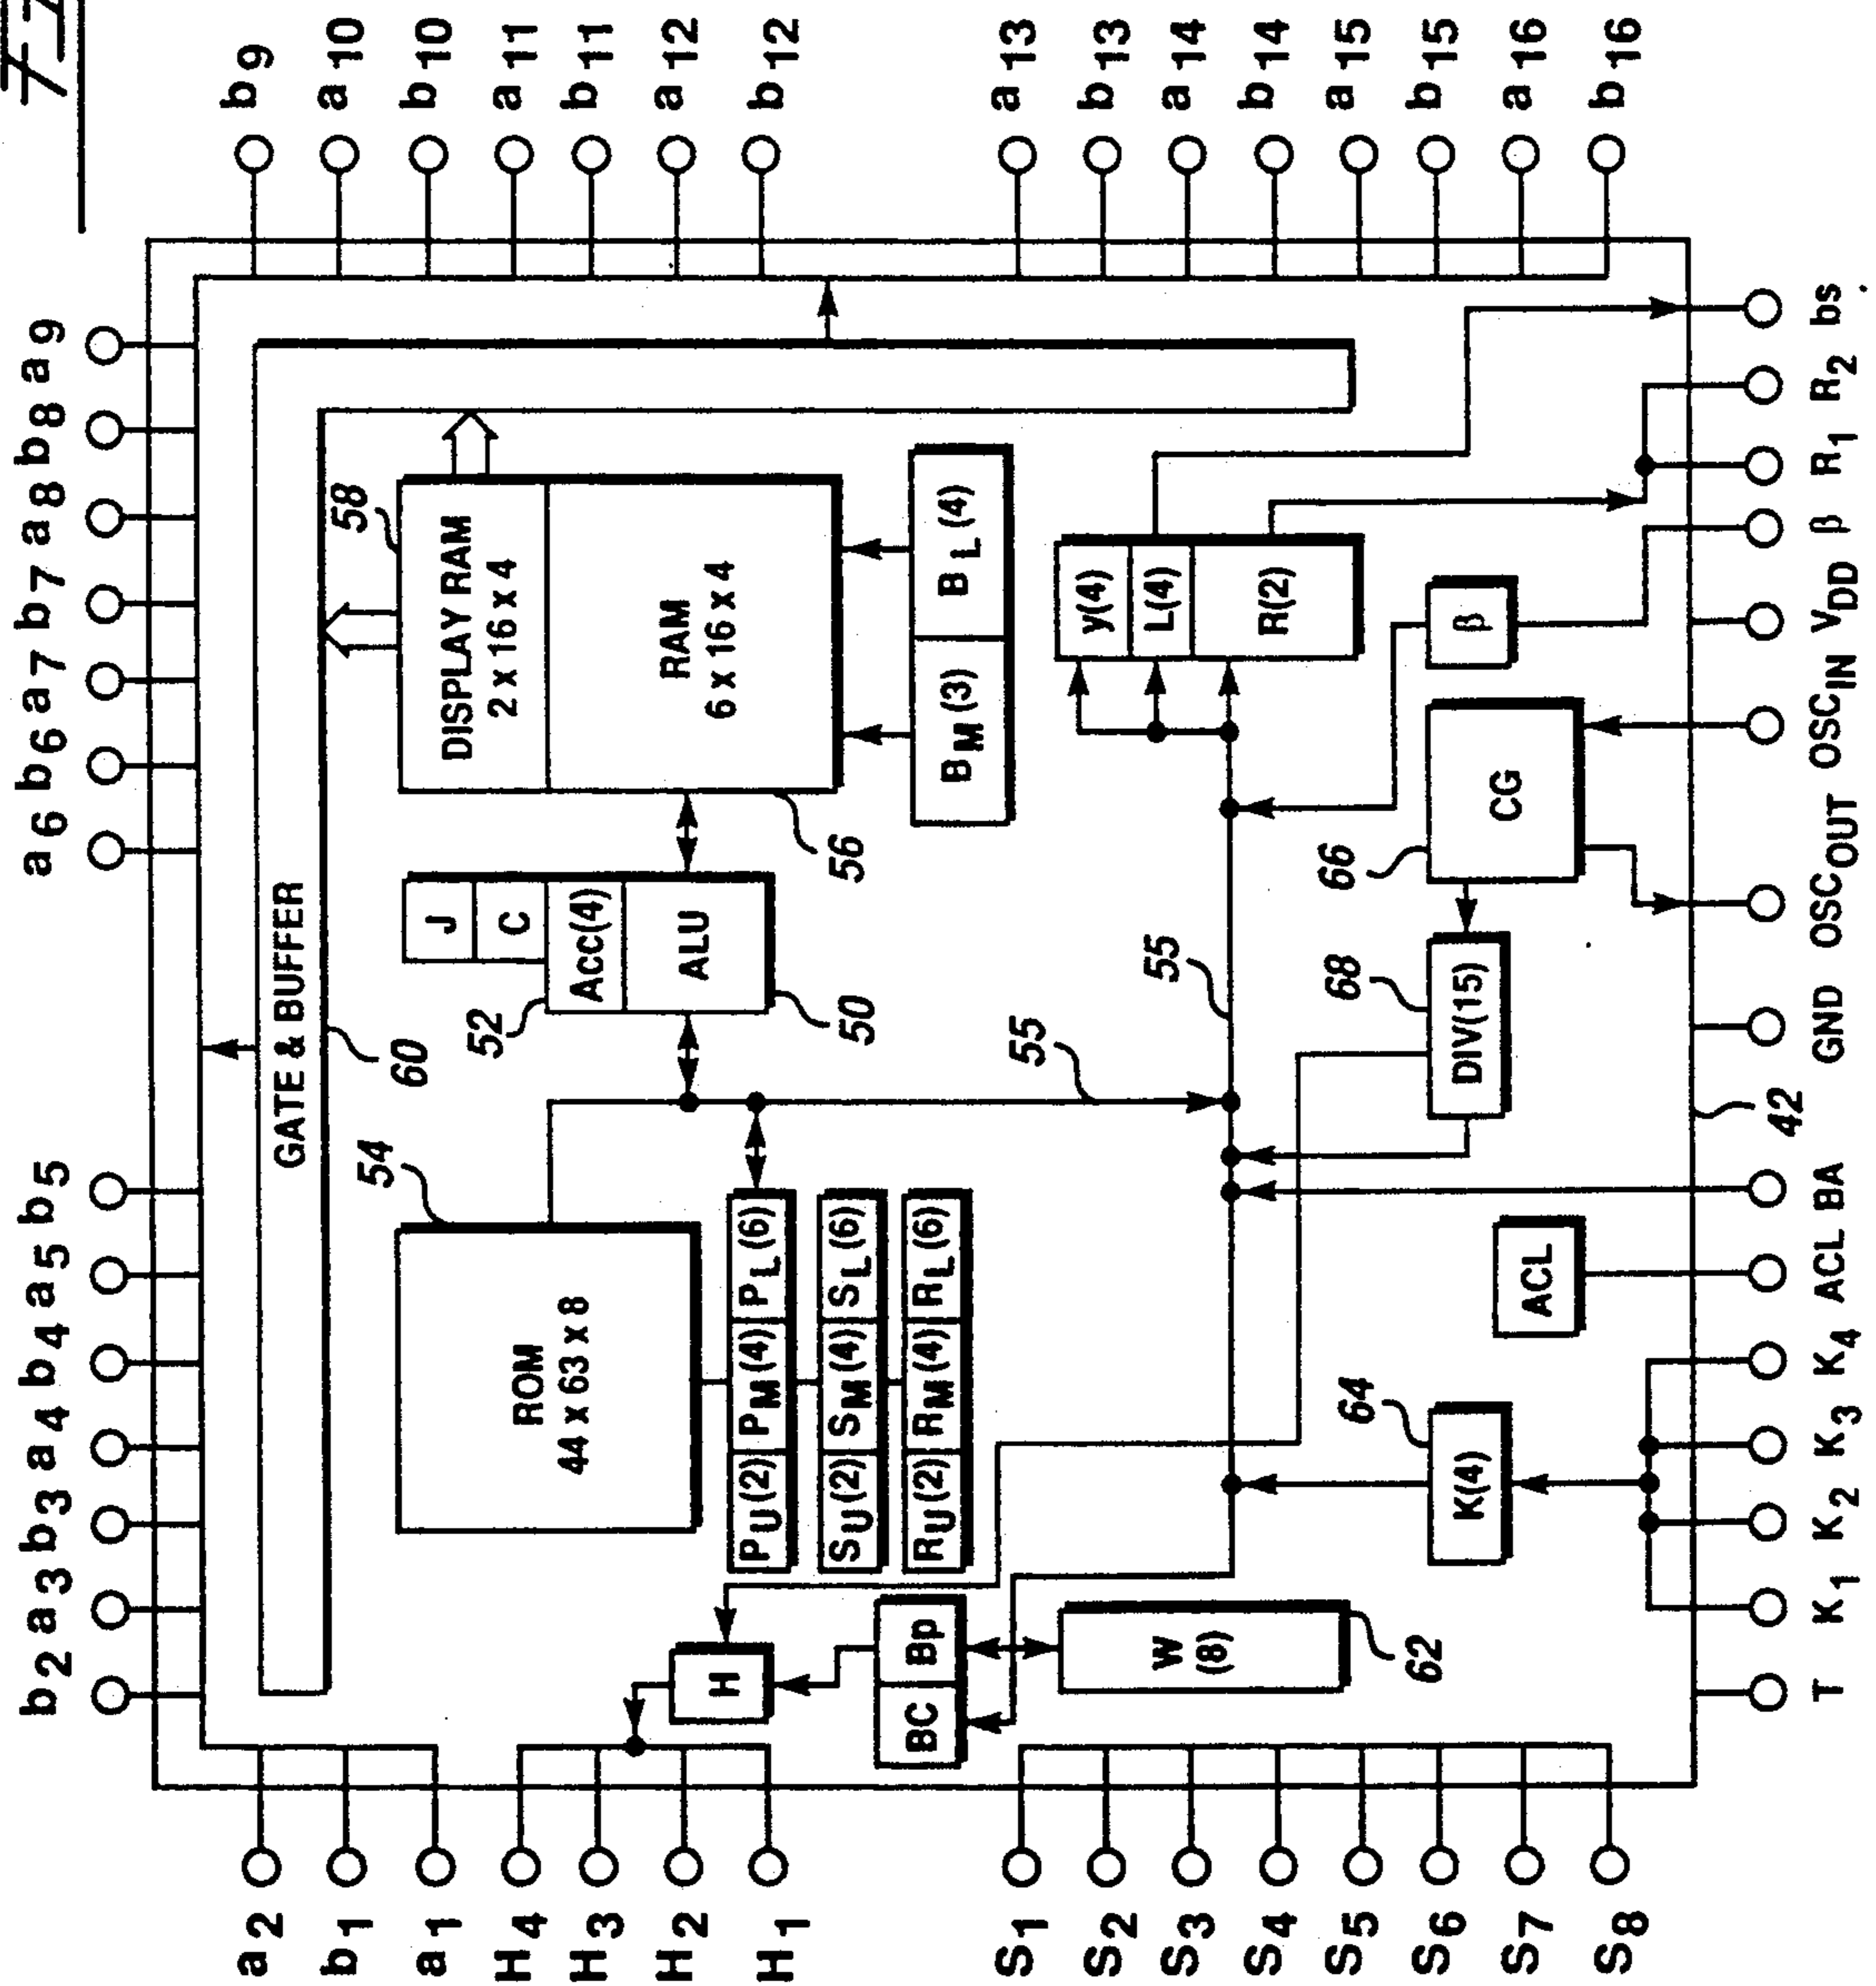 b9
a10
b10
a11
b11
a12
b12
a13
b13
a14
b14
a15
b15
a16
b16
a6 b6 a7 b7 a8 b8 a9
b2 a3 b3 a4 b4 a5 b5
a2
b1
a1
H4
H3
H2
H1
S1
S2
S3
S4
S5
S6
S7
S8
GATE & BUFFER
60
58
DISPLAY RAM
2 x 16 x 4
RAM
6 x 16 x 4
56
BM(3) BL(4)
J
C
Acc(4)
ALU
52
50
54
ROM
44 x 63 x 8
PU(2) PM(4) PL(6)
SU(2) SM(4) SL(6)
RU(2) RM(4) RL(6)
55
55
y(4)
L(4)
R(2)
β
CG
66
DIV(15)
68
H
BC Bp
W
(8)
62
K(4)
64
ACL
42
T K1 K2 K3 K4 ACL BA GND OSCOUT OSCIN VDD β R1 R2 bs